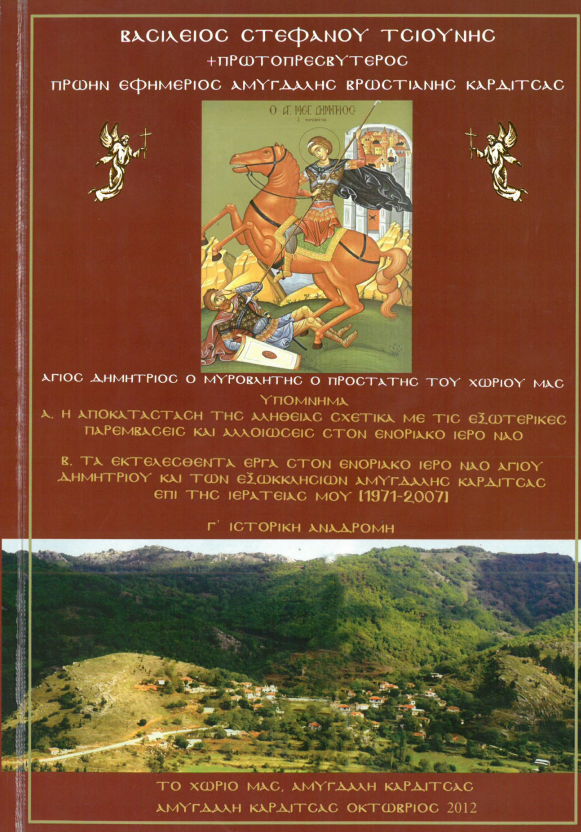 ΒΑΣΙΛΕΙΟΣ ΣΤΕΦΑΝΟΥ ΤΣΙΟΥΝΗΣ
+ΠΡΩΤΟΠΡΕΣΒΥΤΕΡΟΣ
ΠΡΩΗΝ ΕΦΗΜΕΡΙΟΣ ΑΜΥΓΔΑΛΗΣ ΒΡΩΣΤΙΑΝΗΣ ΚΑΡΔΙΤΣΑΣ
Ο ΑΓ. ΜΕΓ. ΔΗΜΗΤΡΙΟΣ
ΑΓΙΟΣ ΔΗΜΗΤΡΙΟΣ Ο ΜΥΡΟΒΛΗΤΗΣ Ο ΠΡΟΣΤΑΤΗΣ ΤΟΥ ΧΩΡΙΟΥ ΜΑΣ
ΥΠΟΜΝΗΜΑ
Α. Η ΑΠΟΚΑΤΑΣΤΑΣΗ ΤΗΣ ΑΛΗΘΕΙΑΣ ΣΧΕΤΙΚΑ ΜΕ ΤΙΣ ΕΞΩΤΕΡΙΚΕΣ
ΠΑΡΕΜΒΑΣΕΙΣ ΚΑΙ ΑΛΛΟΙΩΣΕΙΣ ΣΤΟΝ ΕΝΟΡΙΑΚΟ ΙΕΡΟ ΝΑΟ
Β. ΤΑ ΕΚΤΕΛΕΣΘΕΝΤΑ ΕΡΓΑ ΣΤΟΝ ΕΝΟΡΙΑΚΟ ΙΕΡΟ ΝΑΟ ΑΓΙΟΥ
ΔΗΜΗΤΡΙΟΥ ΚΑΙ ΤΩΝ ΕΞΩΚΚΛΗΣΙΩΝ ΑΜΥΓΔΑΛΗΣ ΚΑΡΔΙΤΣΑΣ
ΕΠΙ ΤΗΣ ΙΕΡΑΤΕΙΑΣ ΜΟΥ [1971-2007]
Γ' ΙΣΤΟΡΙΚΗ ΑΝΑΔΡΟΜΗ
ΤΟ ΧΩΡΙΟ ΜΑΣ, ΑΜΥΓΔΑΛΗ ΚΑΡΔΙΤΣΑΣ
ΑΜΥΓΔΑΛΗ ΚΑΡΔΙΤΣΑΣ ΟΚΤΩΒΡΙΟΣ 2012